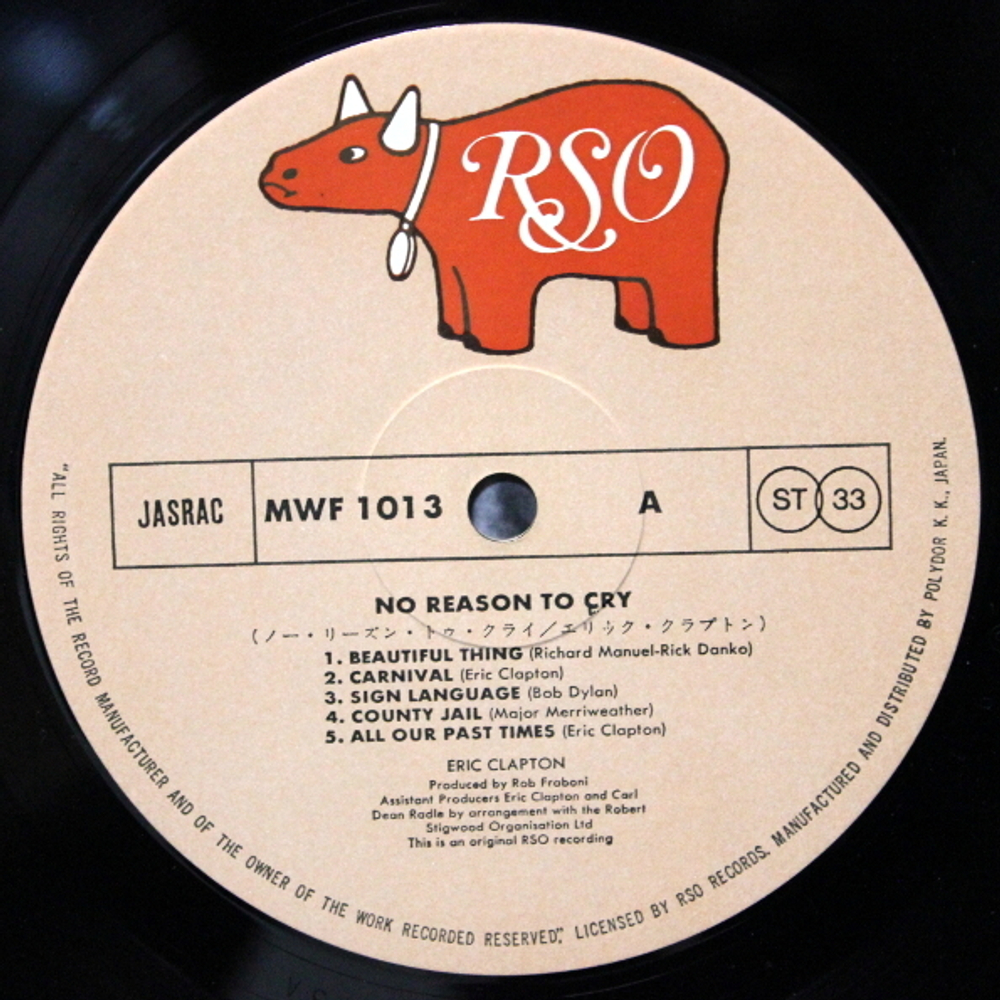 RSO
JASRAC
MWF 1013
A
ST 33
NO REASON TO CRY
(ノー・リーズン・トゥ・クライ/エリック・クラプトン)
1. BEAUTIFUL THING (Richard Manuel-Rick Danko)
2. CARNIVAL (Eric Clapton)
3. SIGN LANGUAGE (Bob Dylan)
4. COUNTY JAIL (Major Merriweather)
5. ALL OUR PAST TIMES (Eric Clapton)
ERIC CLAPTON
Produced by Rob Fraboni
Assistant Producers Eric Clapton and Carl
Dean Radle by arrangement with the Robert
Stigwood Organisation Ltd
This is an original RSO recording
"ALL RIGHTS OF THE RECORD MANUFACTURER AND OF THE OWNER OF THE WORK RECORDED RESERVED". LICENSED BY RSO RECORDS. MANUFACTURED AND DISTRIBUTED BY POLYDOR K. K., JAPAN.